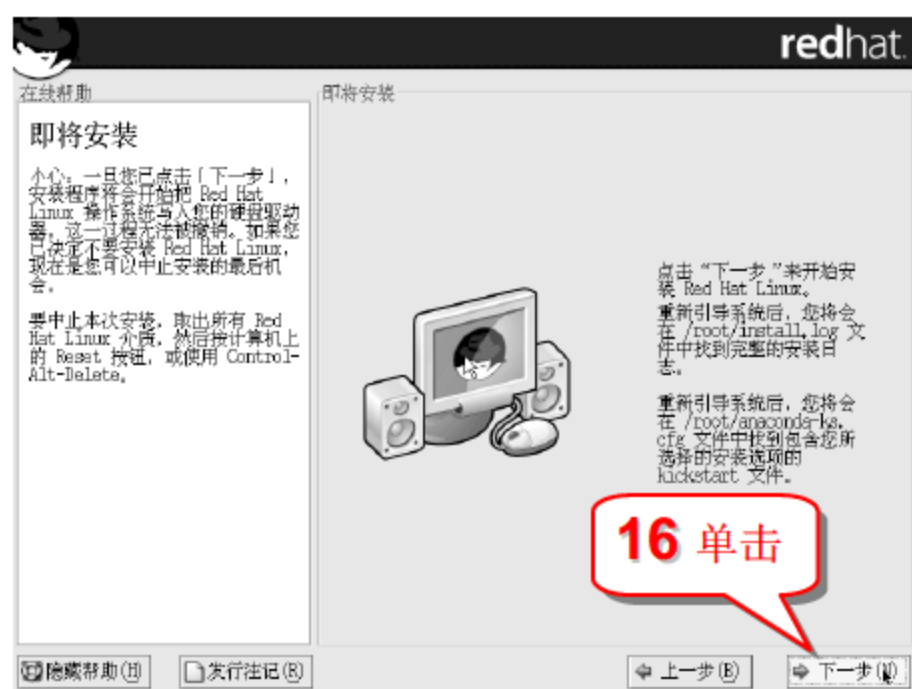 redhat.
在线帮助
即将安装
小心：一旦您已点击「下一步」，
安装程序将会开始把 Red Hat
Linux 操作系统写入您的硬盘驱动
器，这一过程无法被撤销。如果您
已决定不要安装 Red Hat Linux，
现在是您可以中止安装的最后机
会。
要中止本次安装，取出所有 Red
Hat Linux 介质，然后按计算机上
的 Reset 按钮，或使用 Control-
Alt-Delete。
即将安装
点击“下一步”来开始安
装 Red Hat Linux。
重新引导系统后，您将会
在 /root/install.log 文
件中找到完整的安装日
志。
重新引导系统后，您将会
在 /root/anaconda-ks.
cfg 文件中找到包含您所
选择的安装选项的
kickstart 文件。
16 单击
隐藏帮助(H)
发行注记(R)
上一步(B)
下一步(N)